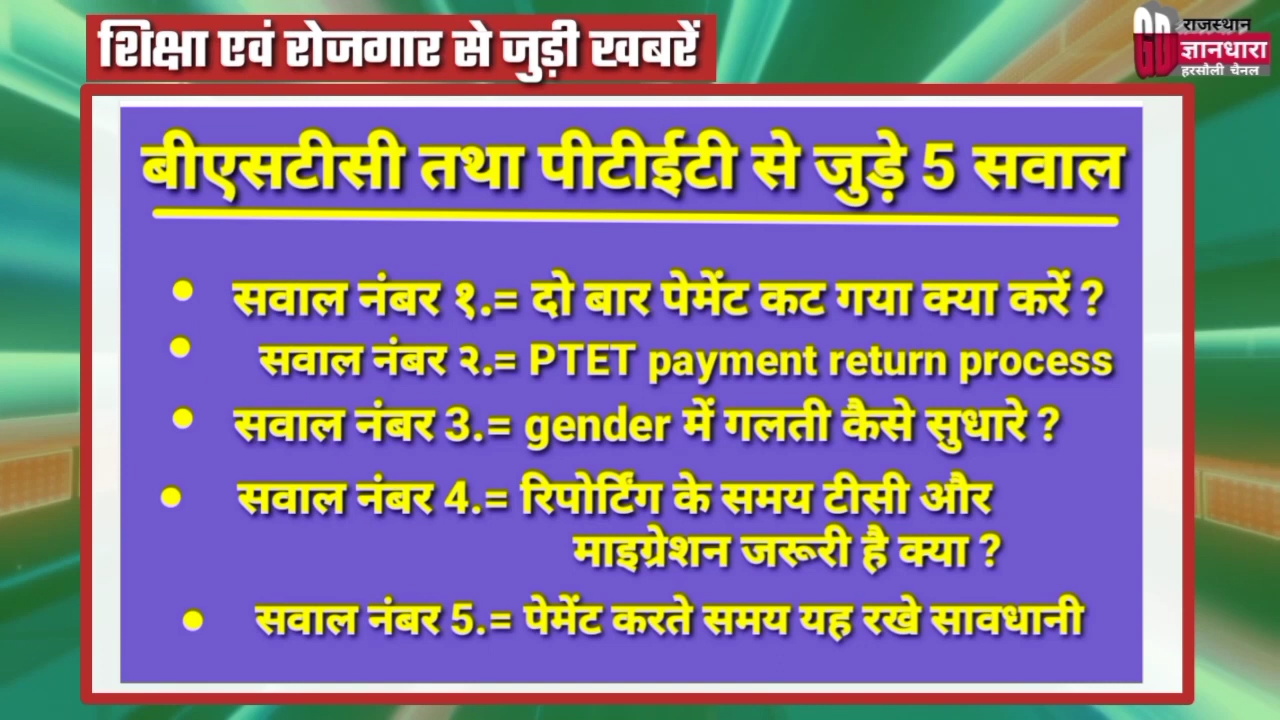 शिक्षा एवं रोजगार से जुड़ी खबरें
GD
राजस्थान
ज्ञानधारा
हरसौली चैनल
बीएसटीसी तथा पीटीईटी से जुड़े 5 सवाल
सवाल नंबर १.= दो बार पेमेंट कट गया क्या करें ?
सवाल नंबर २.= PTET payment return process
सवाल नंबर 3.= gender में गलती कैसे सुधारे ?
सवाल नंबर 4.= रिपोर्टिंग के समय टीसी और
माइग्रेशन जरूरी है क्या ?
सवाल नंबर 5.= पेमेंट करते समय यह रखे सावधानी